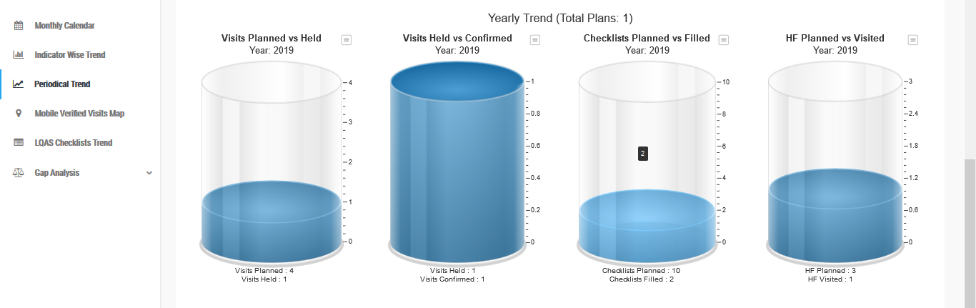 Monthly Calendar
Indicator Wise Trend
Periodical Trend
Mobile Verified Visits Map
LQAS Checklists Trend
Gap Analysis
Yearly Trend (Total Plans: 1)
Visits Planned vs Held
Year: 2019
4
3
2
1
0
Visits Planned : 4
Visits Held : 1
Visits Held vs Confirmed
Year: 2019
1
0.8
0.6
0.4
0.2
0
Visits Held : 1
Visits Confirmed : 1
Checklists Planned vs Filled
Year: 2019
10
8
6
4
2
0
2
Checklists Planned : 10
Checklists Filled : 2
HF Planned vs Visited
Year: 2019
3
2.4
1.8
1.2
0.6
0
HF Planned : 3
HF Visited : 1